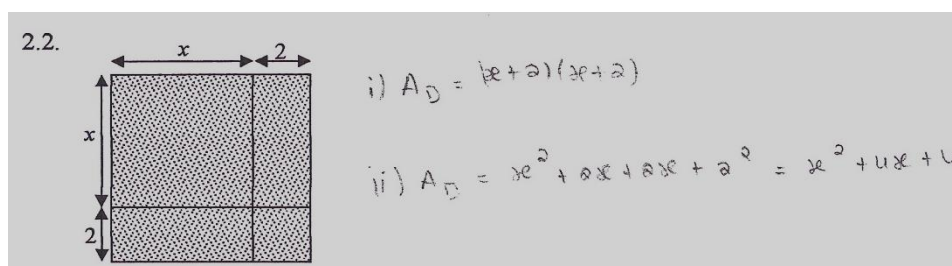 2.2.
x 2
x
2
i) A□ = (x+2)(x+2)
ii) A□ = x² + 2x + 2x + 2² = x² + 4x + 4